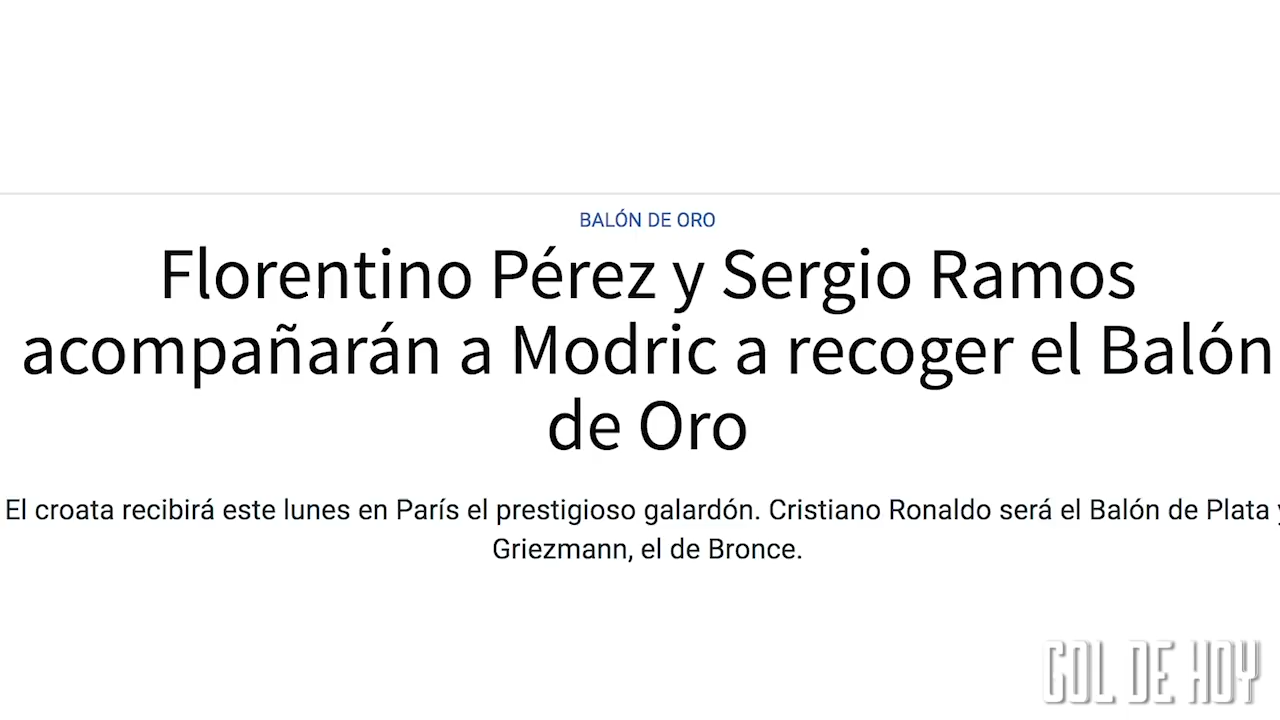 BALÓN DE ORO
Florentino Pérez y Sergio Ramos
acompañarán a Modric a recoger el Balón
de Oro
El croata recibirá este lunes en París el prestigioso galardón. Cristiano Ronaldo será el Balón de Plata y
Griezmann, el de Bronce.
GOL DE HOY